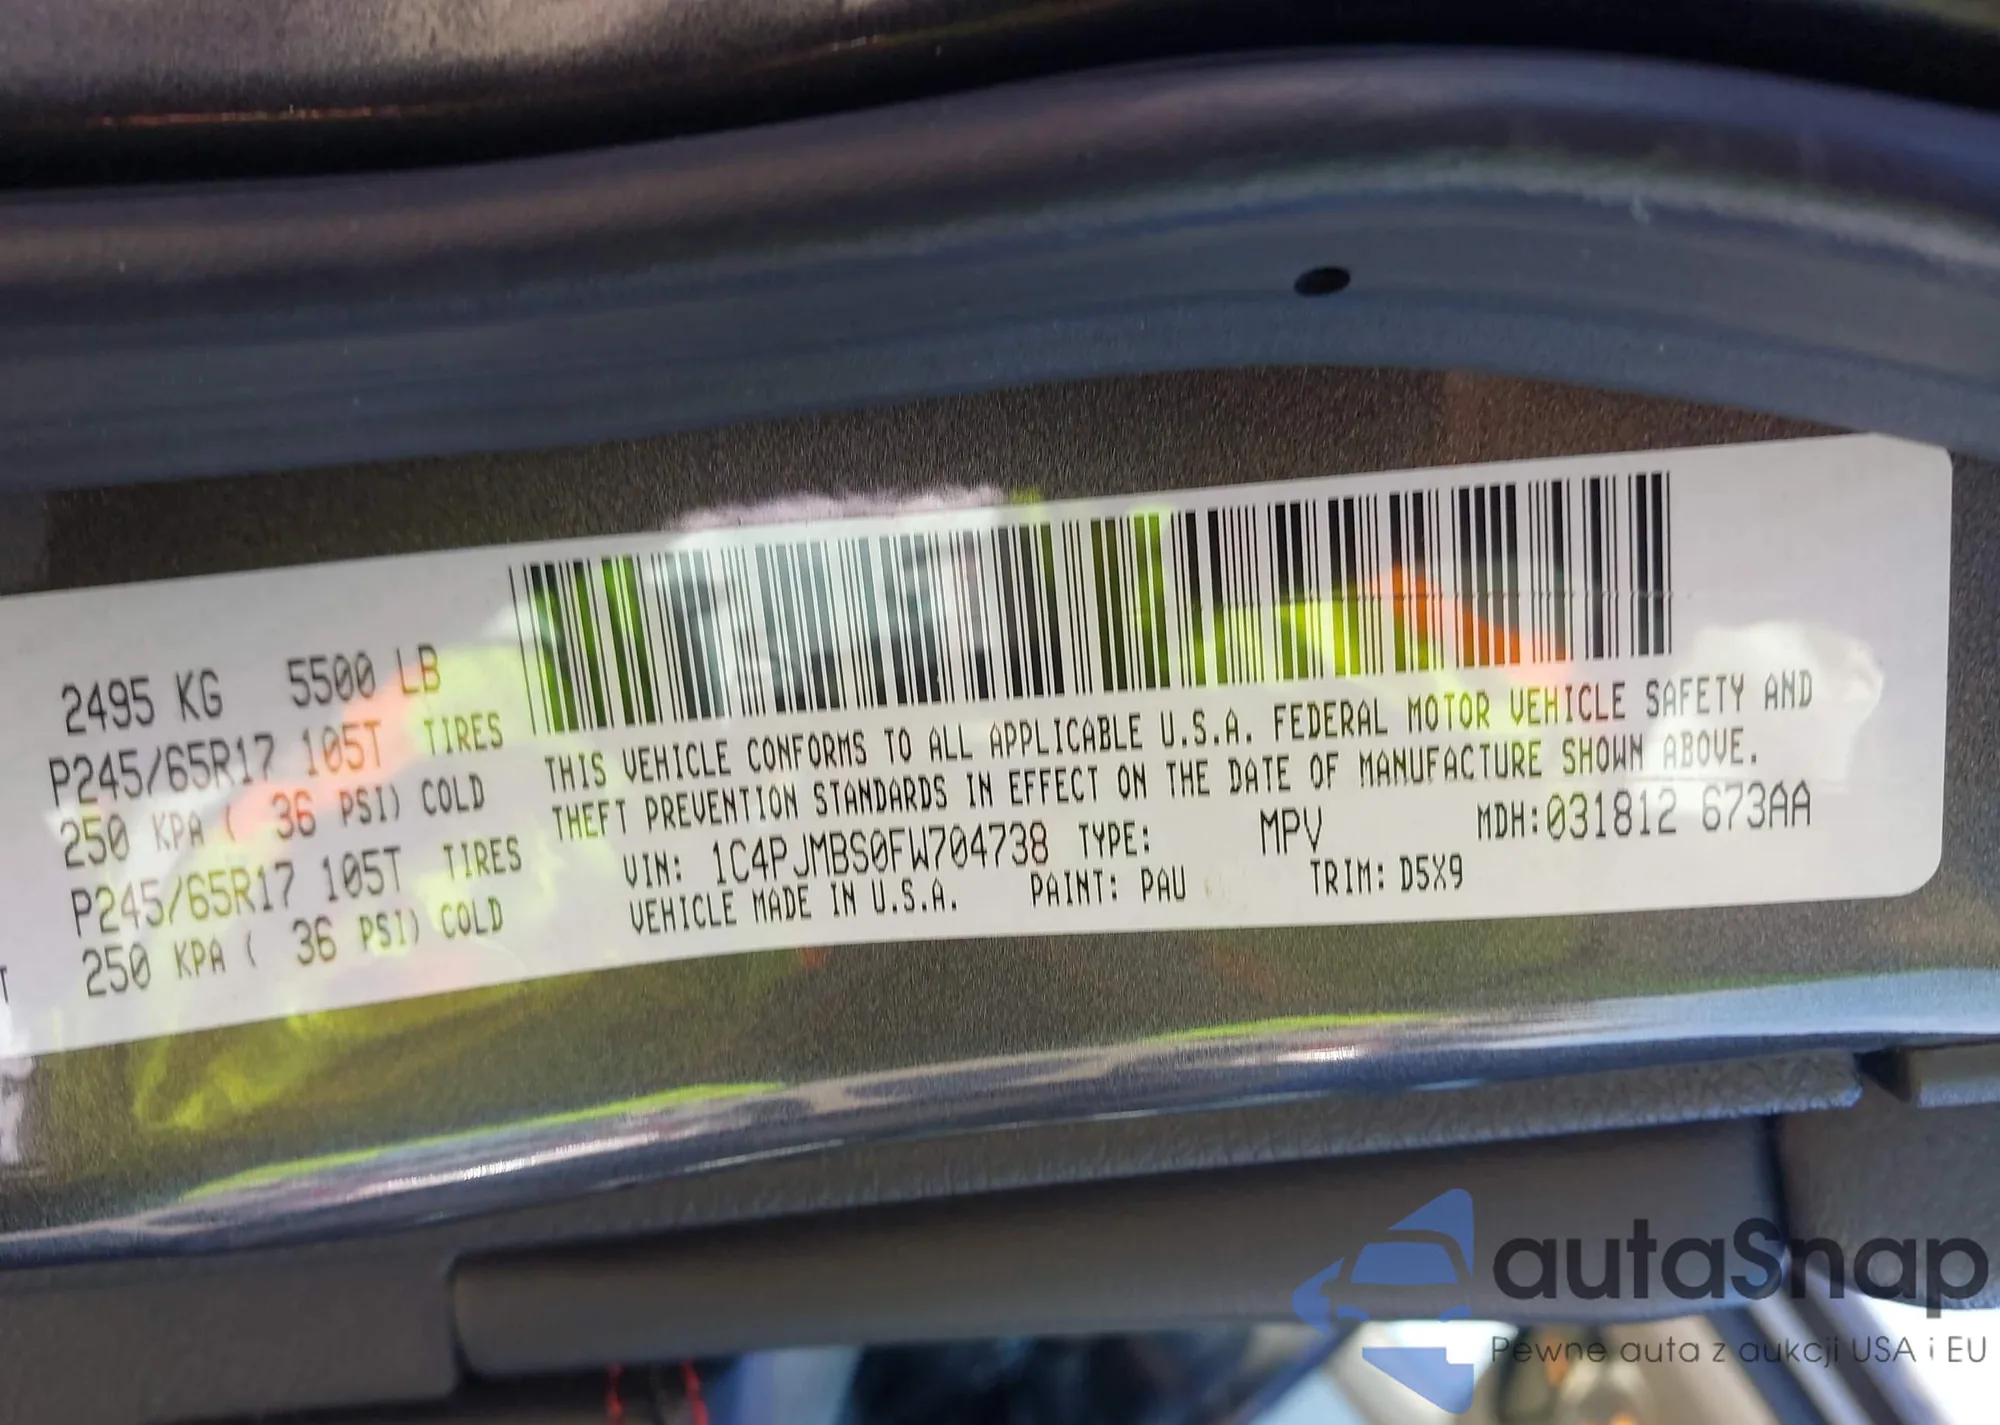 2495 KG 5500 LB
P245/65R17 105T TIRES
250 KPA ( 36 PSI) COLD
P245/65R17 105T TIRES
250 KPA ( 36 PSI) COLD
T
THIS VEHICLE CONFORMS TO ALL APPLICABLE U.S.A. FEDERAL MOTOR VEHICLE SAFETY AND
THEFT PREVENTION STANDARDS IN EFFECT ON THE DATE OF MANUFACTURE SHOWN ABOVE.
VIN: 1C4PJMBS0FW704738 TYPE: MPV MDH:031812 673AA
VEHICLE MADE IN U.S.A. PAINT: PAU TRIM: D5X9
autaSnap
Pewne auta z aukcji USA i EU